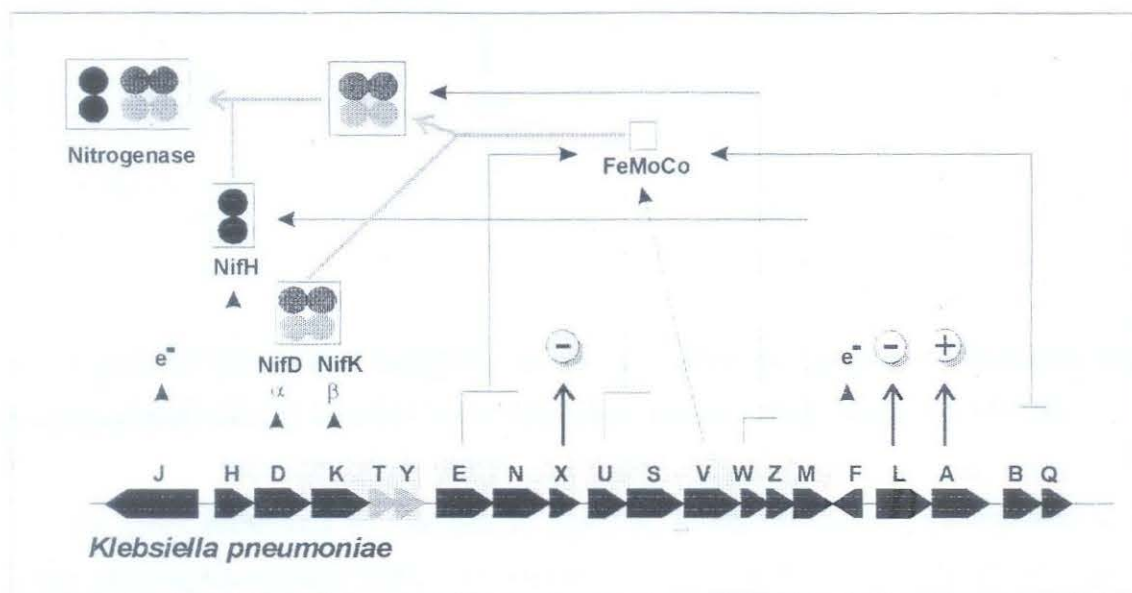 Nitrogenase
FeMoCo
NifH
e-
NifD NifK
α β
-
e- - +
J H D K T Y E N X U S V W Z M F L A B Q
Klebsiella pneumoniae